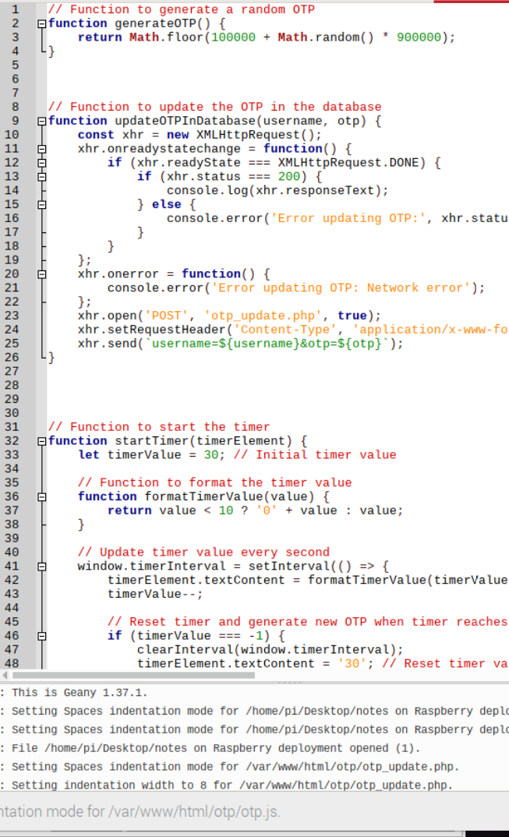 1 // Function to generate a random OTP
2 function generateOTP() {
3     return Math.floor(100000 + Math.random() * 900000);
4 }
5
6
7
8 // Function to update the OTP in the database
9 function updateOTPInDatabase(username, otp) {
10     const xhr = new XMLHttpRequest();
11     xhr.onreadystatechange = function() {
12         if (xhr.readyState === XMLHttpRequest.DONE) {
13             if (xhr.status === 200) {
14                 console.log(xhr.responseText);
15             } else {
16                 console.error('Error updating OTP:', xhr.statu
17             }
18         }
19     };
20     xhr.onerror = function() {
21         console.error('Error updating OTP: Network error');
22     };
23     xhr.open('POST', 'otp_update.php', true);
24     xhr.setRequestHeader('Content-Type', 'application/x-www-fo
25     xhr.send(`username=${username}&otp=${otp}`);
26 }
27
28
29
30
31 // Function to start the timer
32 function startTimer(timerElement) {
33     let timerValue = 30; // Initial timer value
34
35     // Function to format the timer value
36     function formatTimerValue(value) {
37         return value < 10 ? '0' + value : value;
38     }
39
40     // Update timer value every second
41     window.timerInterval = setInterval(() => {
42         timerElement.textContent = formatTimerValue(timerValue
43         timerValue--;
44
45         // Reset timer and generate new OTP when timer reaches
46         if (timerValue === -1) {
47             clearInterval(window.timerInterval);
48             timerElement.textContent = '30'; // Reset timer va
: This is Geany 1.37.1.
: Setting Spaces indentation mode for /home/pi/Desktop/notes on Raspberry deplo
: Setting Spaces indentation mode for /home/pi/Desktop/notes on Raspberry deplo
: File /home/pi/Desktop/notes on Raspberry deployment opened (1).
: Setting Spaces indentation mode for /var/www/html/otp/otp_update.php.
: Setting indentation width to 8 for /var/www/html/otp/otp_update.php.
ntation mode for /var/www/html/otp/otp.js.